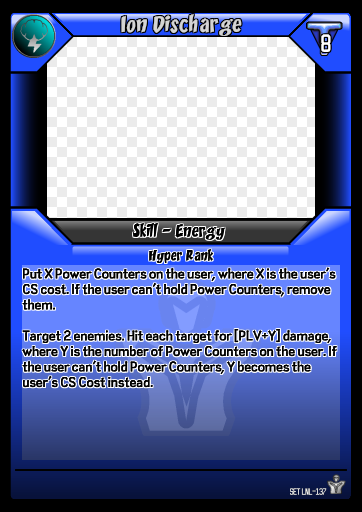 Ion Discharge
8
Skill - Energy
Hyper Rank
Put X Power Counters on the user, where X is the user's
CS cost. If the user can't hold Power Counters, remove
them.
Target 2 enemies. Hit each target for [PLV+Y] damage,
where Y is the number of Power Counters on the user. If
the user can't hold Power Counters, Y becomes the
user's CS Cost instead.
SET LNL-137